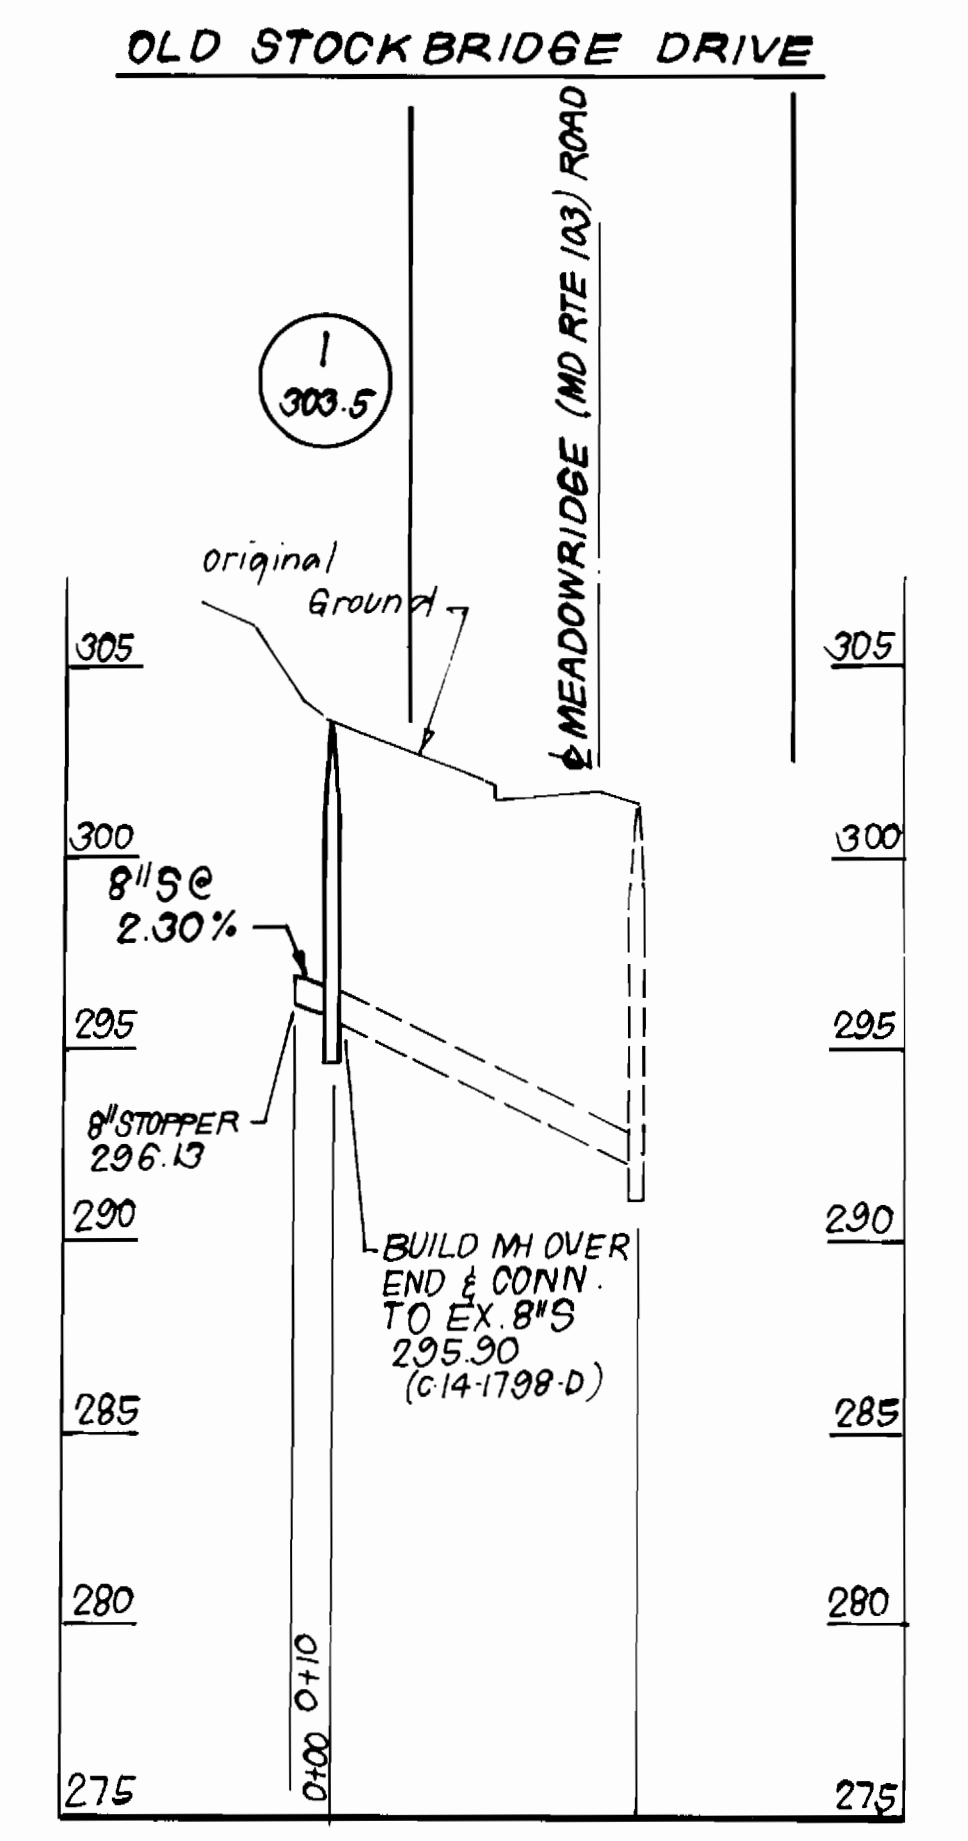 OLD STOCKBRIDGE DRIVE
℄ MEADOWRIDGE (MD RTE 103) ROAD
1
303.5
original
Ground
305
305
300
300
8"S @
2.30%
295
295
8" STOPPER
296.13
290
290
BUILD MH OVER
END & CONN.
TO EX. 8"S
295.90
(C-14-1798-D)
285
285
280
280
0+10
0+00
275
275